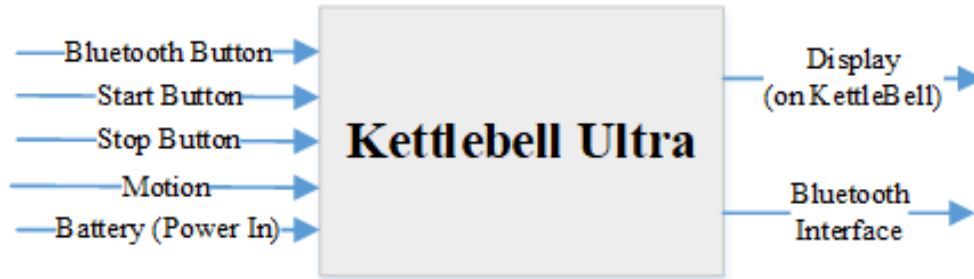 Bluetooth Button
Start Button
Stop Button
Motion
Battery (Power In)
Kettlebell Ultra
Display
(on KettleBell)
Bluetooth
Interface